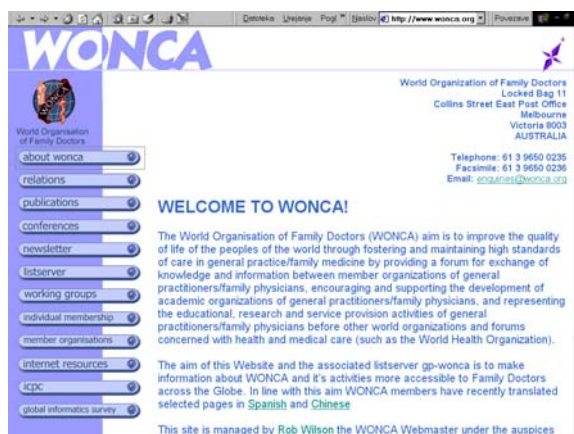 Datoteka Urejanje Pogl » Naslov http://www.wonca.org Povezave
WONCA
World Organization of Family Doctors
Locked Bag 11
Collins Street East Post Office
Melbourne
Victoria 8003
AUSTRALIA
Telephone: 61 3 9650 0235
Facsimile: 61 3 9650 0236
Email: enquiries@wonca.org
World Organisation
of Family Doctors
about wonca
relations
publications
conferences
newsletter
listserver
working groups
individual membership
member organisations
internet resources
icpc
global informatics survey
WELCOME TO WONCA!
The World Organisation of Family Doctors (WONCA) aim is to improve the quality
of life of the peoples of the world through fostering and maintaining high standards
of care in general practice/family medicine by providing a forum for exchange of
knowledge and information between member organizations of general
practitioners/family physicians, encouraging and supporting the development of
academic organizations of general practitioners/family physicians, and representing
the educational, research and service provision activities of general
practitioners/family physicians before other world organizations and forums
concerned with health and medical care (such as the World Health Organization).
The aim of this Website and the associated listserver gp-wonca is to make
information about WONCA and it's activities more accessible to Family Doctors
across the Globe. In line with this aim WONCA members have recently translated
selected pages in Spanish and Chinese
This site is managed by Rob Wilson the WONCA Webmaster under the auspices